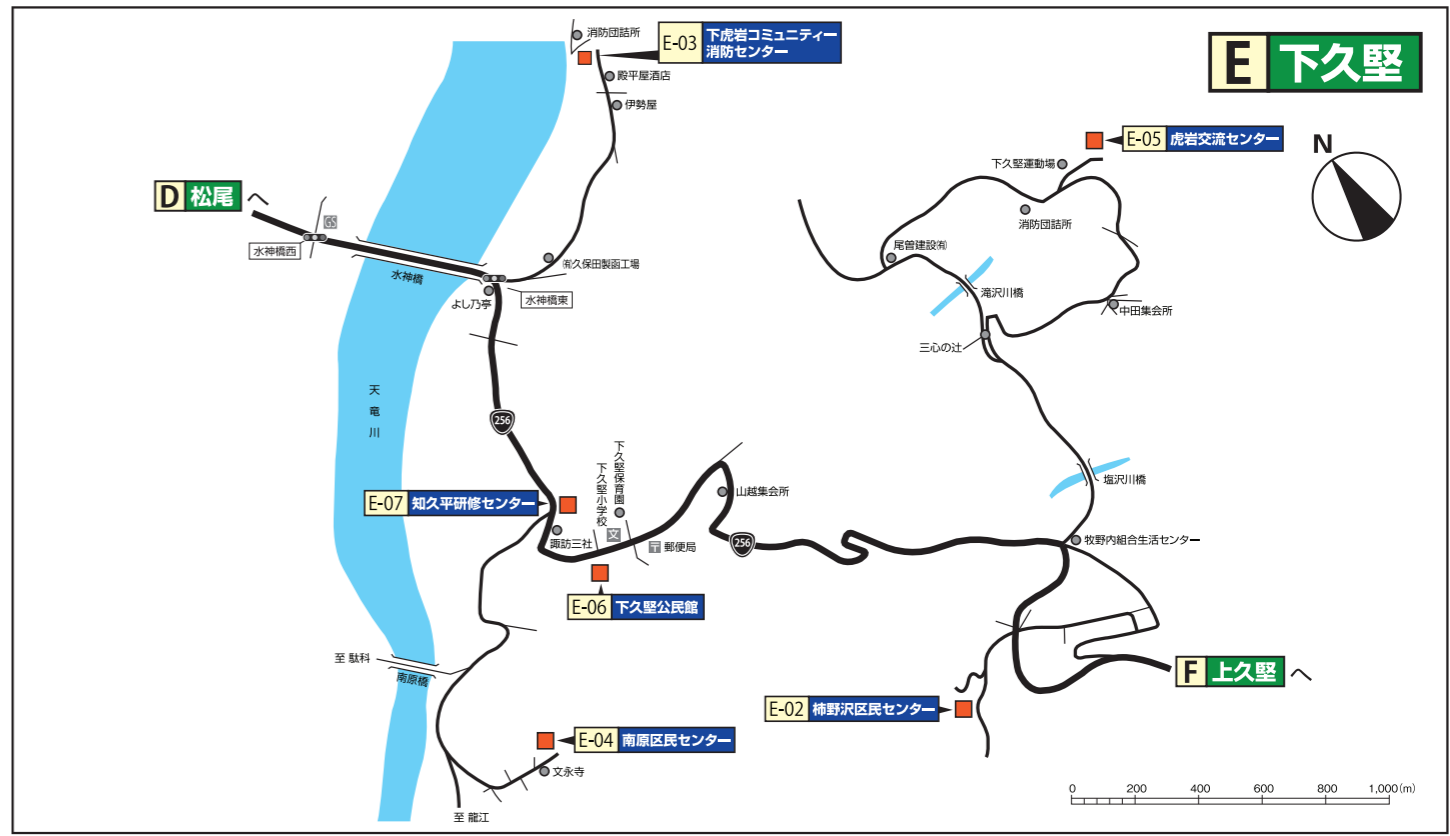 消防団詰所
E-03 下虎岩コミュニティー
消防センター
殿平屋酒店
伊勢屋
E 下久堅
E-05 虎岩交流センター
N
下久堅運動場
消防団詰所
D 松尾 へ
GS
水神橋西
水神橋
㈲久保田製函工場
よし乃亭
水神橋東
尾曽建設㈲
滝沢川橋
中田集会所
三心の辻
天竜川
256
下久堅保育園
下久堅小学校
文
〒 郵便局
山越集会所
256
塩沢川橋
牧野内組合生活センター
E-07 知久平研修センター
諏訪三社
E-06 下久堅公民館
至 駄科
南原橋
F 上久堅 へ
E-02 柿野沢区民センター
E-04 南原区民センター
文永寺
至 龍江
0 200 400 600 800 1,000(m)